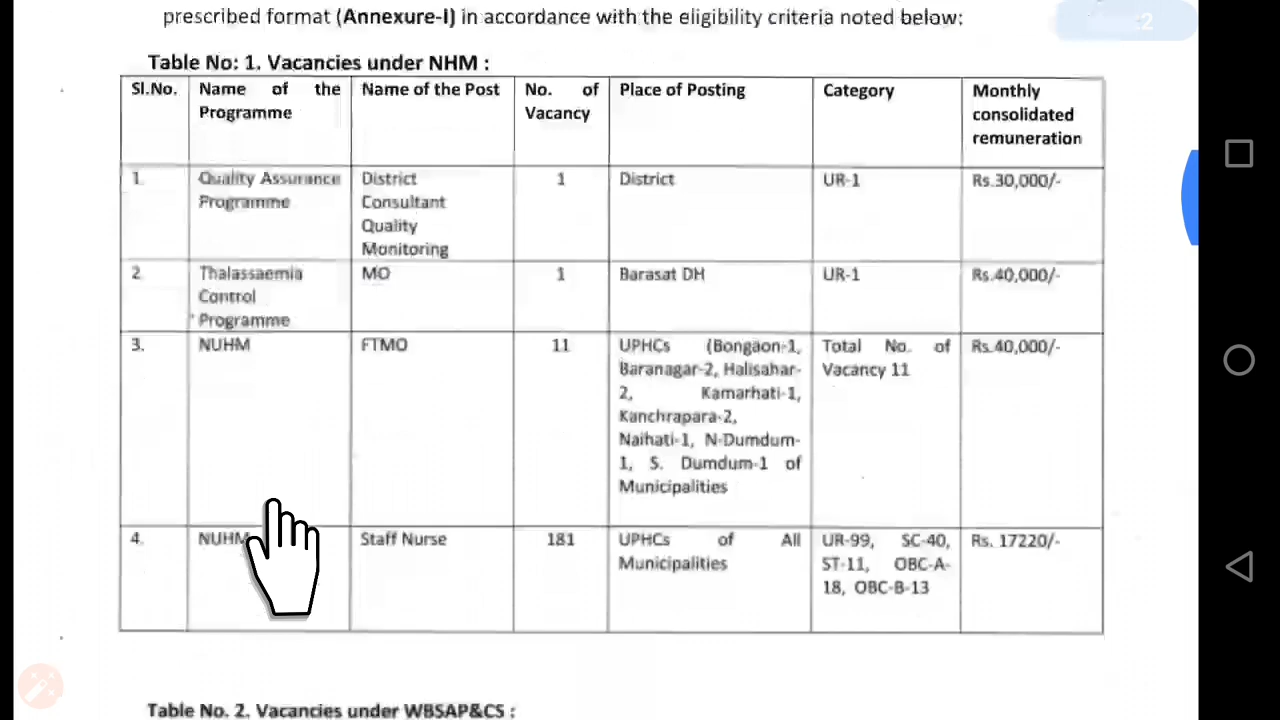 prescribed format (Annexure-I) in accordance with the eligibility criteria noted below:
:2
Table No: 1. Vacancies under NHM :
Sl.No. Name of the Programme Name of the Post No. of Vacancy Place of Posting Category Monthly consolidated remuneration
1. Quality Assurance Programme District Consultant Quality Monitoring 1 District UR-1 Rs.30,000/-
2. Thalassaemia Control Programme MO 1 Barasat DH UR-1 Rs.40,000/-
3. NUHM FTMO 11 UPHCs (Bongaon-1, Baranagar-2, Halisahar-2, Kamarhati-1, Kanchrapara-2, Naihati-1, N-Dumdum-1, S. Dumdum-1 of Municipalities Total No. of Vacancy 11 Rs.40,000/-
4. NUHM Staff Nurse 181 UPHCs of All Municipalities UR-99, SC-40, ST-11, OBC-A-18, OBC-B-13 Rs. 17220/-
Table No. 2. Vacancies under WBSAP&CS :